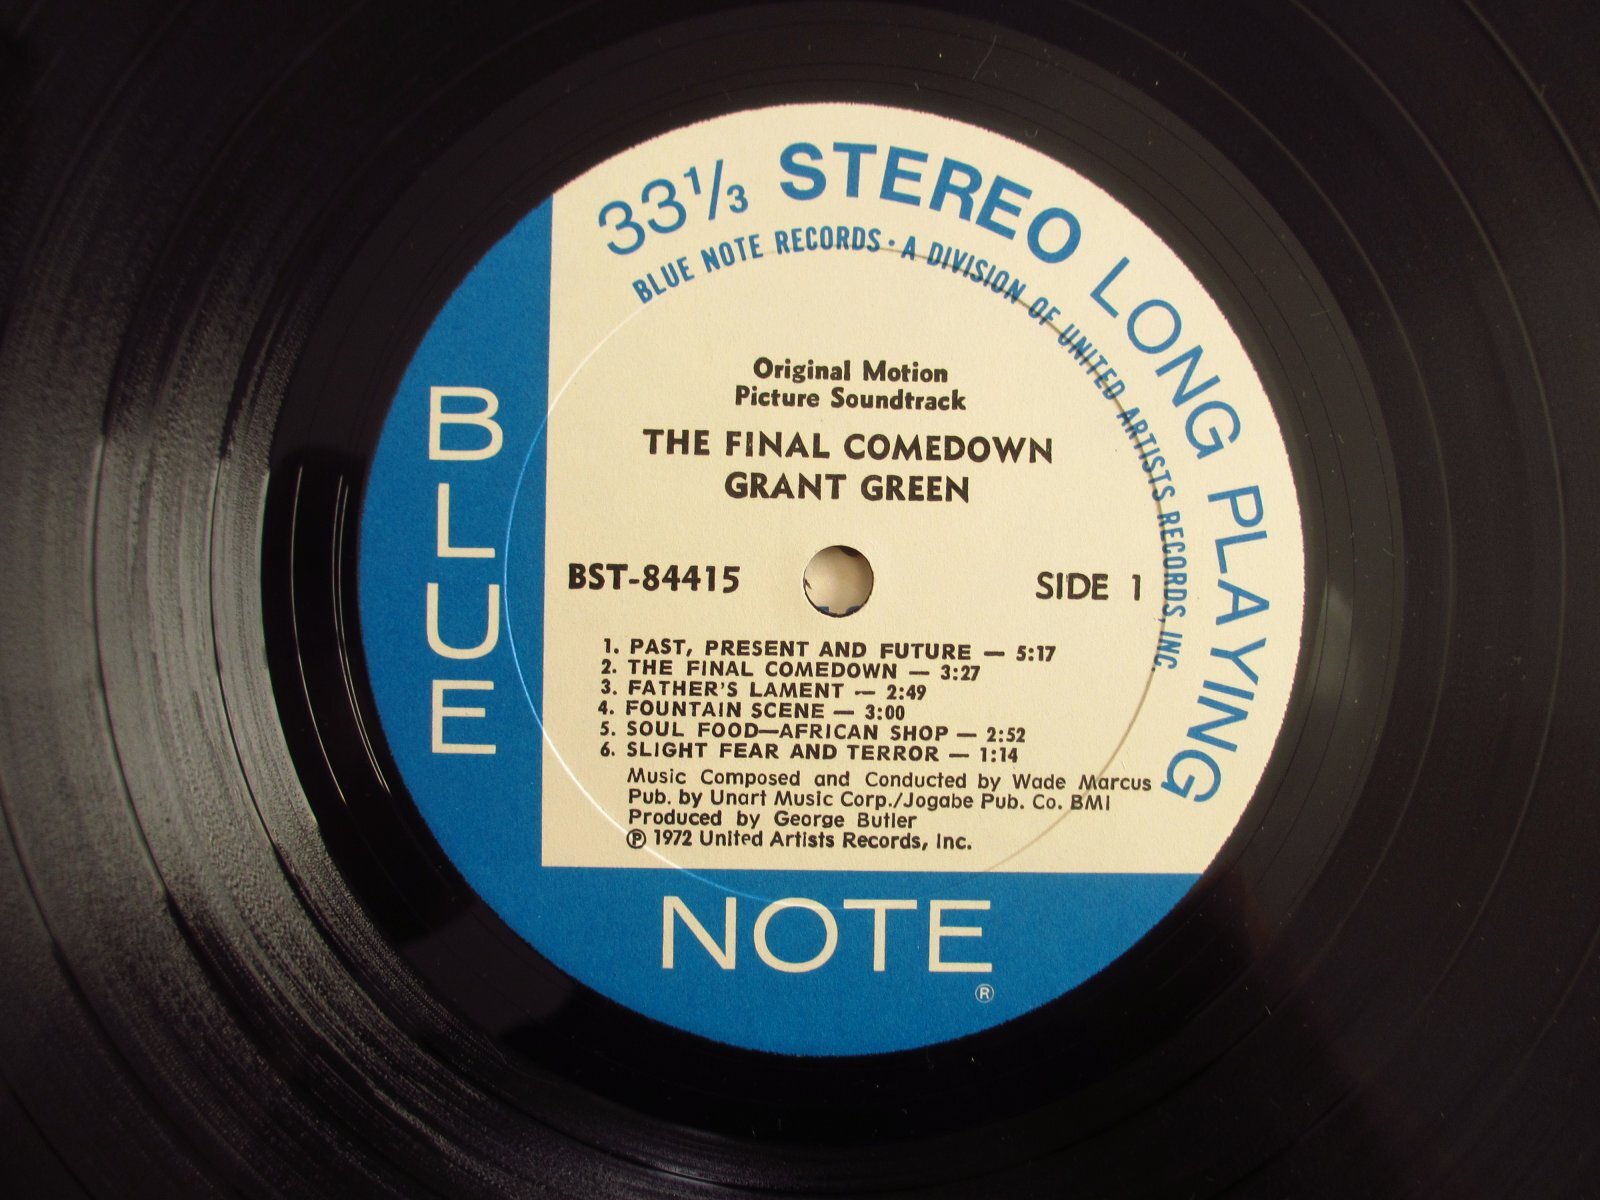 33⅓ STEREO LONG PLAYING
BLUE NOTE RECORDS · A DIVISION OF UNITED ARTISTS RECORDS, INC.
Original Motion
Picture Soundtrack
THE FINAL COMEDOWN
GRANT GREEN
BST-84415
SIDE 1
1. PAST, PRESENT AND FUTURE — 5:17
2. THE FINAL COMEDOWN — 3:27
3. FATHER'S LAMENT — 2:49
4. FOUNTAIN SCENE — 3:00
5. SOUL FOOD—AFRICAN SHOP — 2:52
6. SLIGHT FEAR AND TERROR — 1:14
Music Composed and Conducted by Wade Marcus
Pub. by Unart Music Corp./Jogabe Pub. Co. BMI
Produced by George Butler
℗ 1972 United Artists Records, Inc.
BLUE
NOTE
®